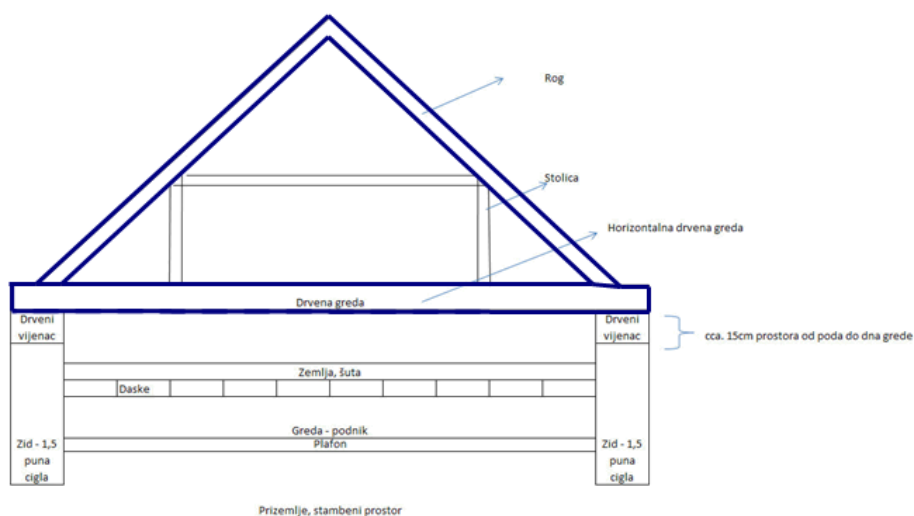 Rog
Stolica
Horizontalna drvena greda
Drvena greda
Drveni
vijenac
Drveni
vijenac
cca. 15cm prostora od poda do dna grede
Zemlja, šuta
Daske
Greda - podnik
Plafon
Zid - 1,5
puna
cigla
Zid - 1,5
puna
cigla
Prizemlje, stambeni prostor